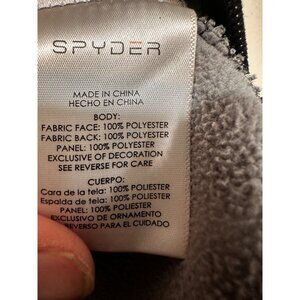 SPYDER
MADE IN CHINA
HECHO EN CHINA
BODY:
FABRIC FACE: 100% POLYESTER
FABRIC BACK: 100% POLYESTER
PANEL: 100% POLYESTER
EXCLUSIVE OF DECORATION
SEE REVERSE FOR CARE
CUERPO:
Cara de la tela: 100% POLIESTER
Espalda de tela: 100% POLIESTER
PANEL: 100% POLIESTER
EXCLUSIVO DE ORNAMENTO
REVERSO PARA EL CUIDADO